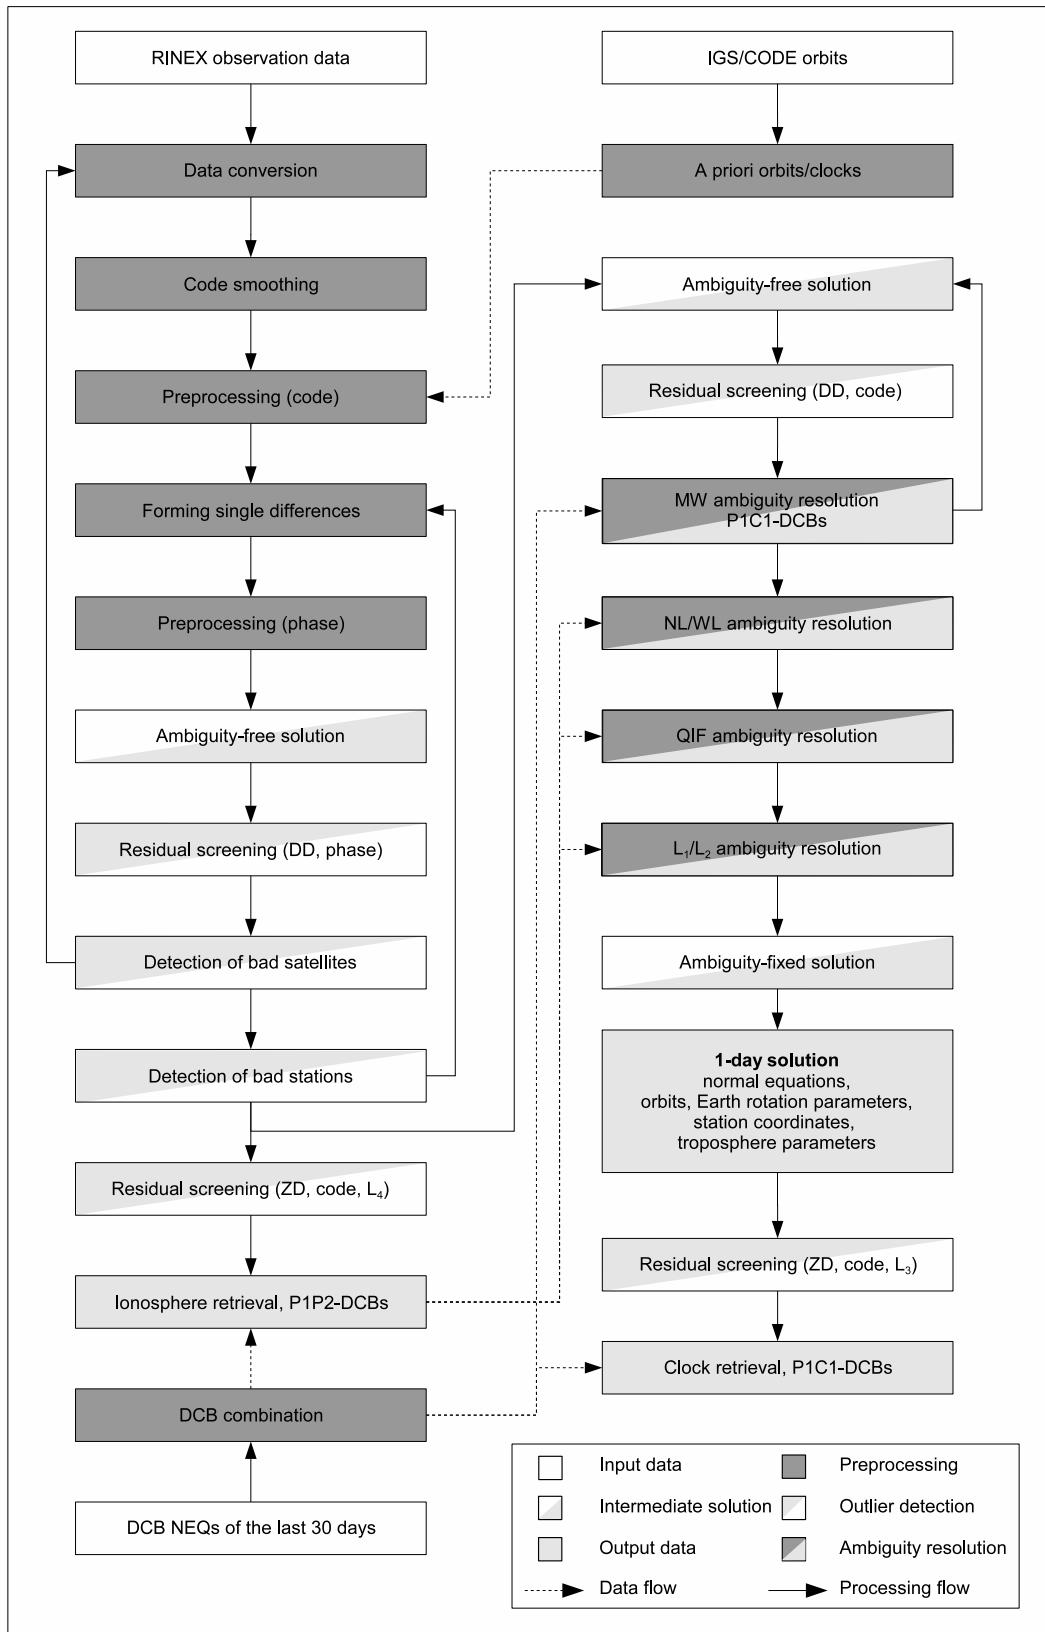 RINEX observation data
Data conversion
Code smoothing
Preprocessing (code)
Forming single differences
Preprocessing (phase)
Ambiguity-free solution
Residual screening (DD, phase)
Detection of bad satellites
Detection of bad stations
Residual screening (ZD, code, L₄)
Ionosphere retrieval, P1P2-DCBs
DCB combination
DCB NEQs of the last 30 days
IGS/CODE orbits
A priori orbits/clocks
Ambiguity-free solution
Residual screening (DD, code)
MW ambiguity resolution
P1C1-DCBs
NL/WL ambiguity resolution
QIF ambiguity resolution
L₁/L₂ ambiguity resolution
Ambiguity-fixed solution
1-day solution
normal equations,
orbits, Earth rotation parameters,
station coordinates,
troposphere parameters
Residual screening (ZD, code, L₃)
Clock retrieval, P1C1-DCBs
Input data
Preprocessing
Intermediate solution
Outlier detection
Output data
Ambiguity resolution
Data flow
Processing flow